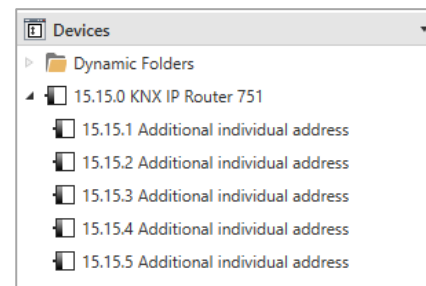 Devices
Dynamic Folders
15.15.0 KNX IP Router 751
15.15.1 Additional individual address
15.15.2 Additional individual address
15.15.3 Additional individual address
15.15.4 Additional individual address
15.15.5 Additional individual address